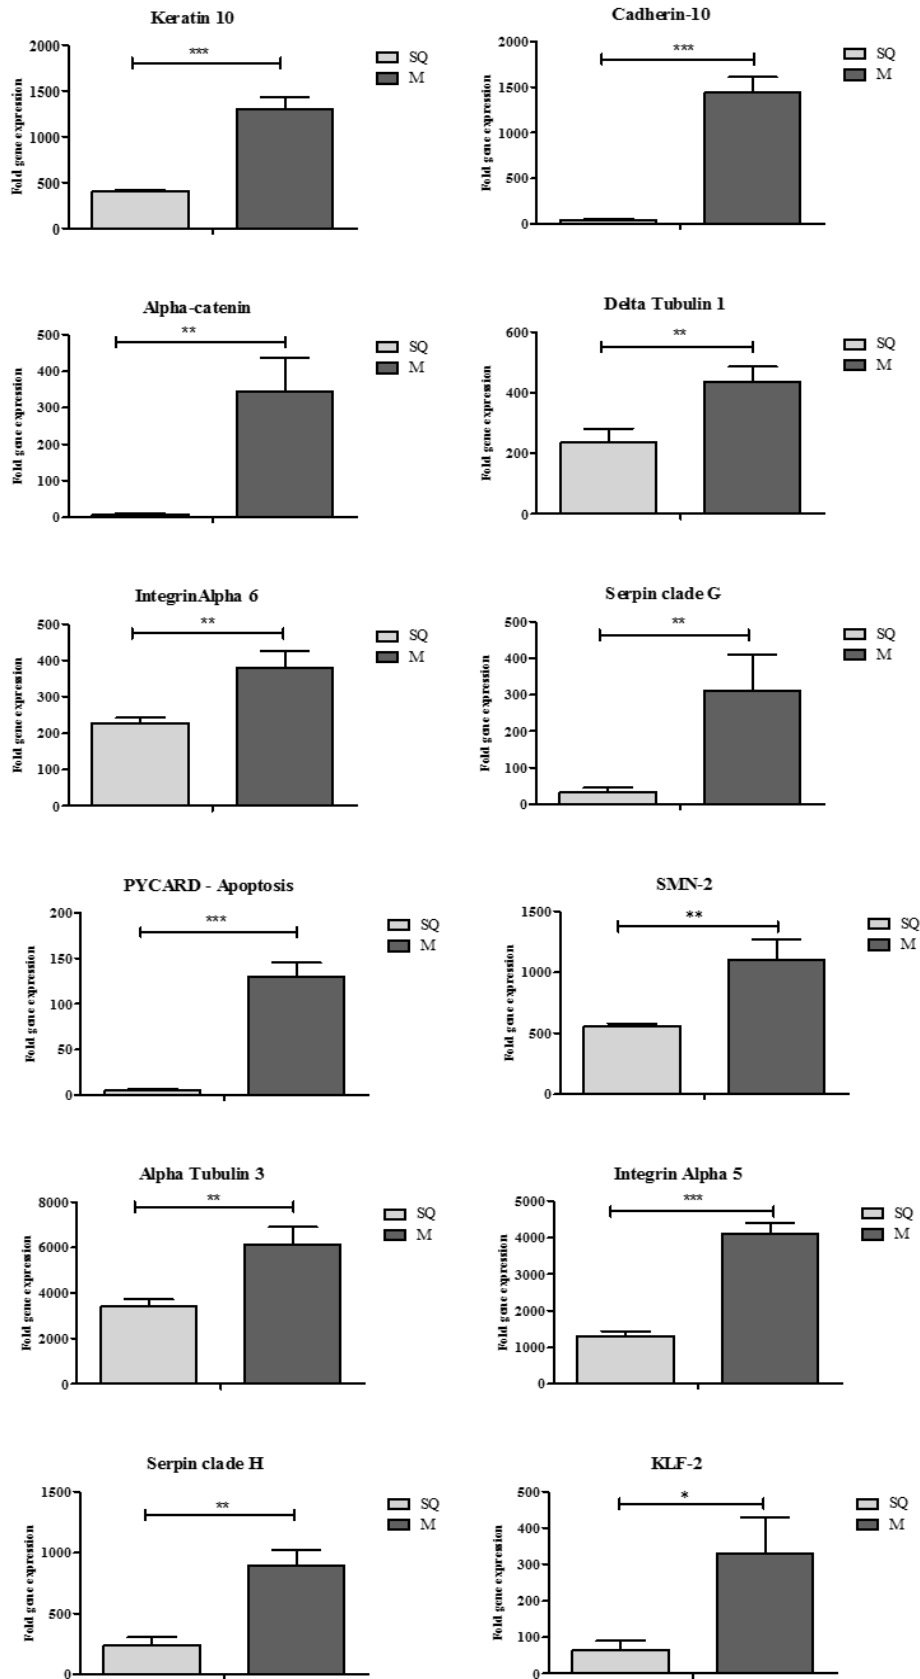 Keratin 10
***
SQ
M
Fold gene expression
2000
1500
1000
500
0
Cadherin-10
***
SQ
M
Fold gene expression
2000
1500
1000
500
0
Alpha-catenin
**
SQ
M
Fold gene expression
500
400
300
200
100
0
Delta Tubulin 1
**
SQ
M
Fold gene expression
600
400
200
0
IntegrinAlpha 6
**
SQ
M
Fold gene expression
500
400
300
200
100
0
Serpin clade G
**
SQ
M
Fold gene expression
500
400
300
200
100
0
PYCARD - Apoptosis
***
SQ
M
Fold gene expression
200
150
100
50
0
SMN-2
**
SQ
M
Fold gene expression
1500
1000
500
0
Alpha Tubulin 3
**
SQ
M
Fold gene expression
8000
6000
4000
2000
0
Integrin Alpha 5
***
SQ
M
Fold gene expression
5000
4000
3000
2000
1000
0
Serpin clade H
**
SQ
M
Fold gene expression
1500
1000
500
0
KLF-2
*
SQ
M
Fold gene expression
500
400
300
200
100
0